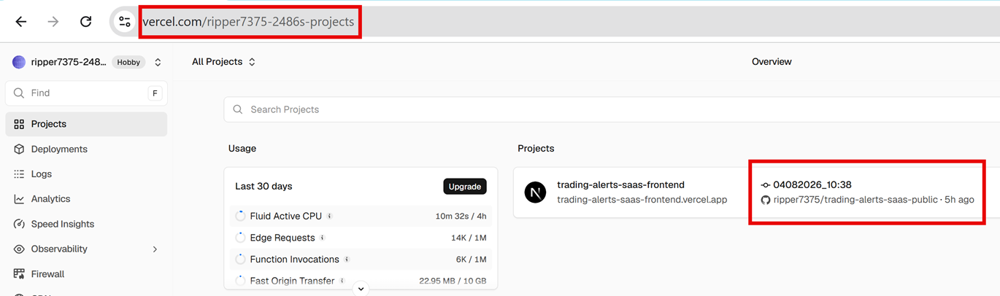 vercel.com/ripper7375-2486s-projects
ripper7375-248... Hobby
All Projects
Overview
Find F
Search Projects
Projects
Deployments
Logs
Analytics
Speed Insights
Observability
Firewall
Usage
Last 30 days Upgrade
Fluid Active CPU 10m 32s / 4h
Edge Requests 14K / 1M
Function Invocations 6K / 1M
Fast Origin Transfer 22.95 MB / 10 GB
Projects
N
trading-alerts-saas-frontend
trading-alerts-saas-frontend.vercel.app
04082026_10:38
ripper7375/trading-alerts-saas-public · 5h ago